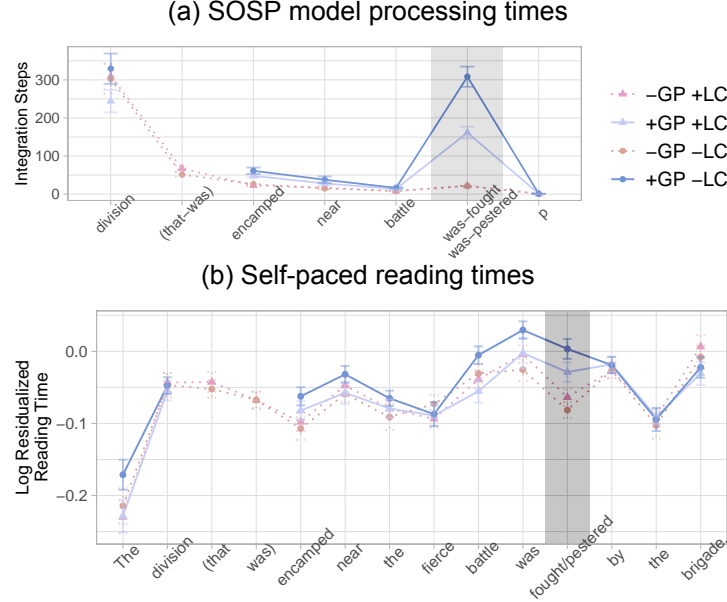 (a) SOSP model processing times
Integration Steps
300
200
100
0
division
(that−was)
encamped
near
battle
was−fought
was−pestered
p
−GP +LC
+GP +LC
−GP −LC
+GP −LC
(b) Self−paced reading times
Log Residualized
Reading Time
0.0
−0.1
−0.2
The
division
(that
was)
encamped
near
the
fierce
battle
was
fought/pestered
by
the
brigade.